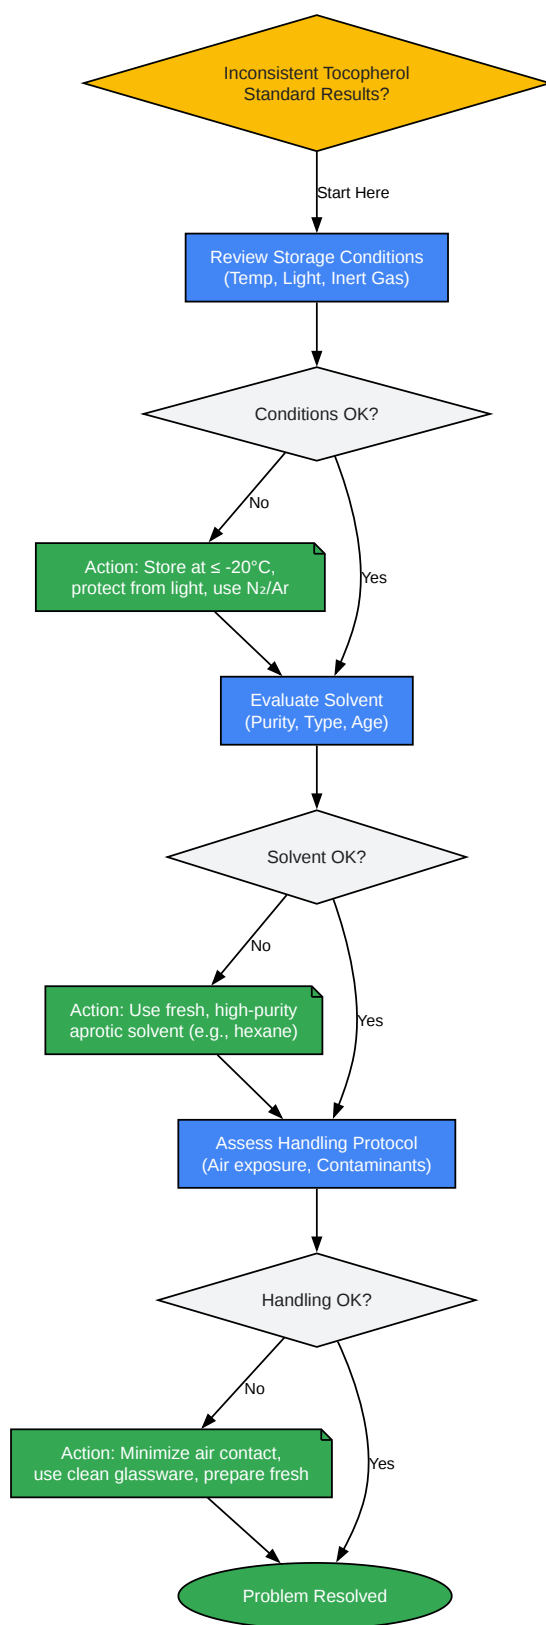 Inconsistent Tocopherol
Standard Results?
Start Here
Review Storage Conditions
(Temp, Light, Inert Gas)
Conditions OK?
No
Action: Store at ≤ -20°C,
protect from light, use N₂/Ar
Yes
Evaluate Solvent
(Purity, Type, Age)
Solvent OK?
No
Action: Use fresh, high-purity
aprotic solvent (e.g., hexane)
Yes
Assess Handling Protocol
(Air exposure, Contaminants)
Handling OK?
No
Action: Minimize air contact,
use clean glassware, prepare fresh
Yes
Problem Resolved